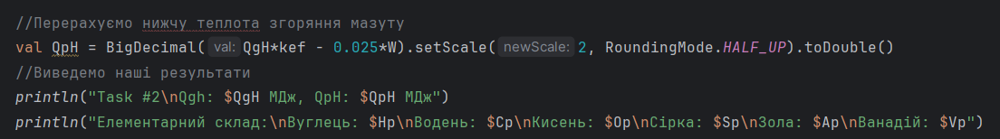 //Перерахуємо нижчу теплота згоряння мазуту
val QpH = BigDecimal( val: QgH*kef - 0.025*W).setScale( newScale: 2, RoundingMode.HALF_UP).toDouble()
//Виведемо наші результати
println("Task #2\nQgh: $QgH МДж, QpH: $QpH МДж")
println("Елементарний склад:\nВуглець: $Hp\nВодень: $Cp\nКисень: $Op\nСірка: $Sp\nЗола: $Ap\nВанадій: $Vp")